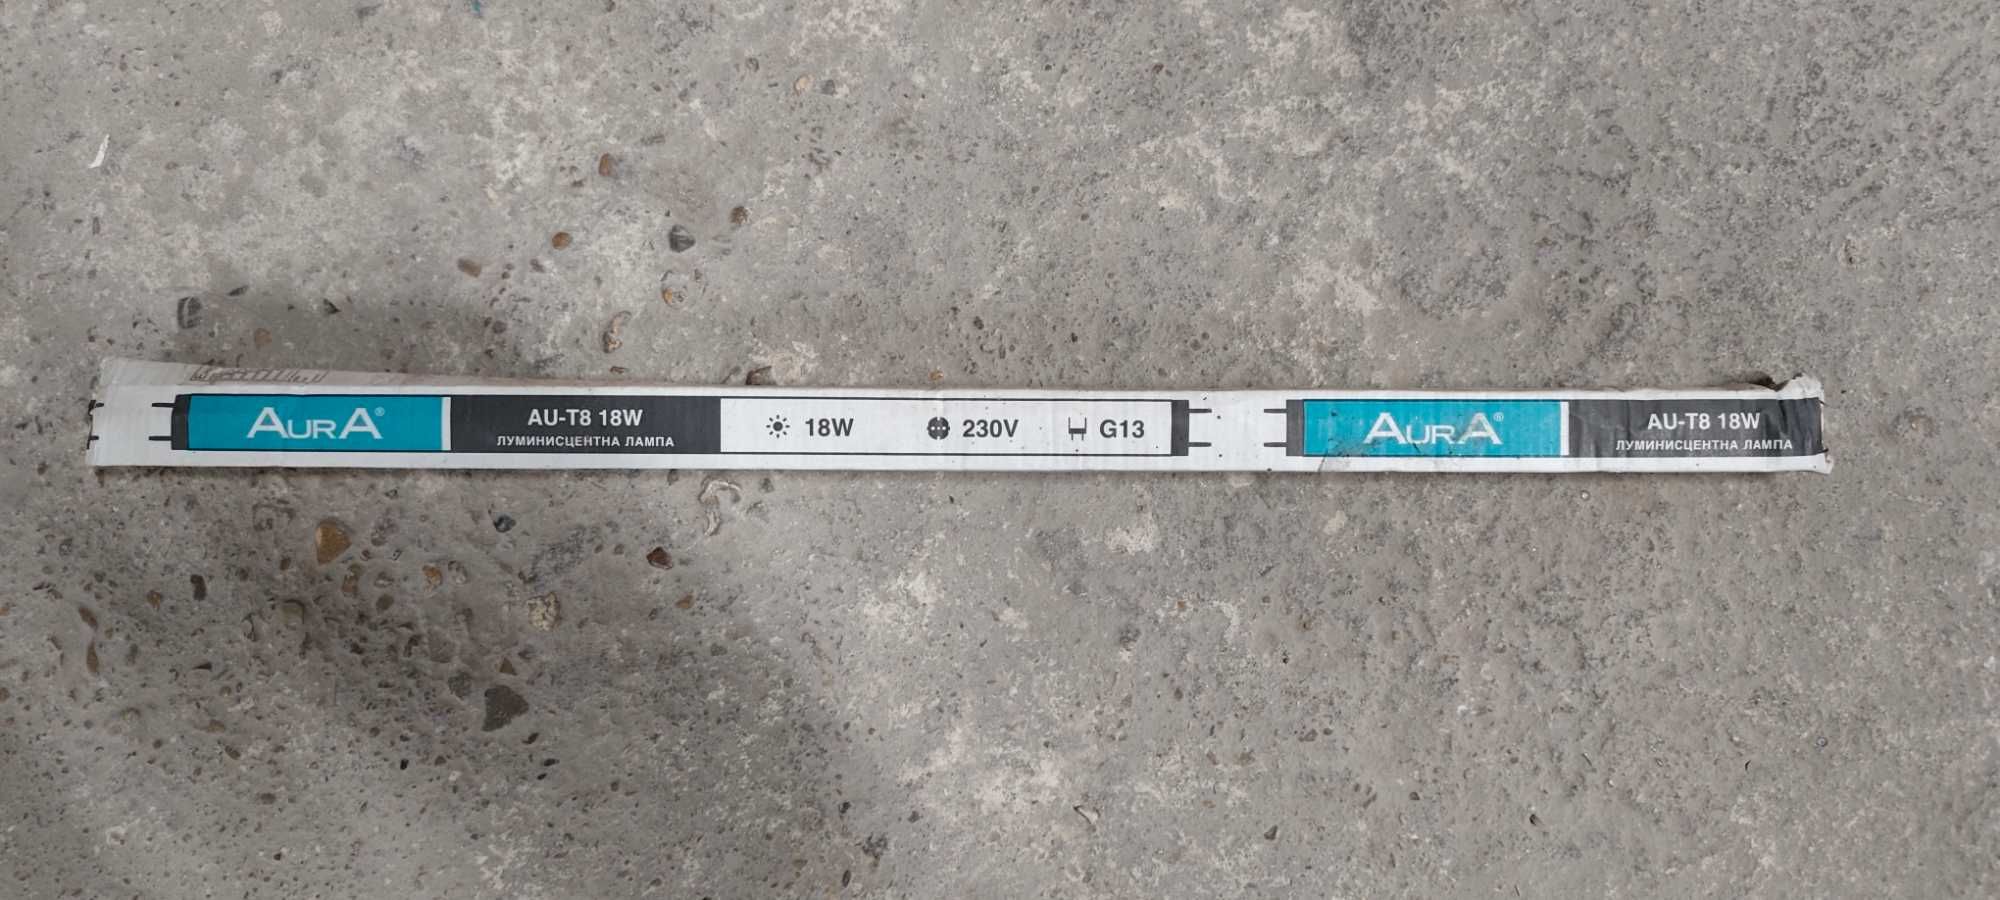 AURA®
AU-T8 18W
ЛУМИНИСЦЕНТНА ЛАМПА
18W
230V
G13
AURA®
AU-T8 18W
ЛУМИНИСЦЕНТНА ЛАМПА